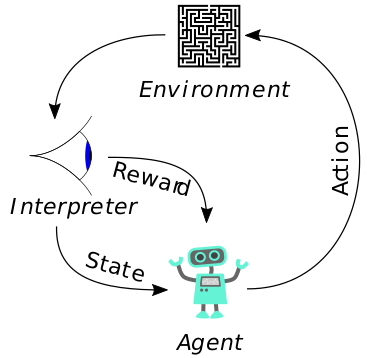 Environment
Reward
Action
Interpreter
State
Agent